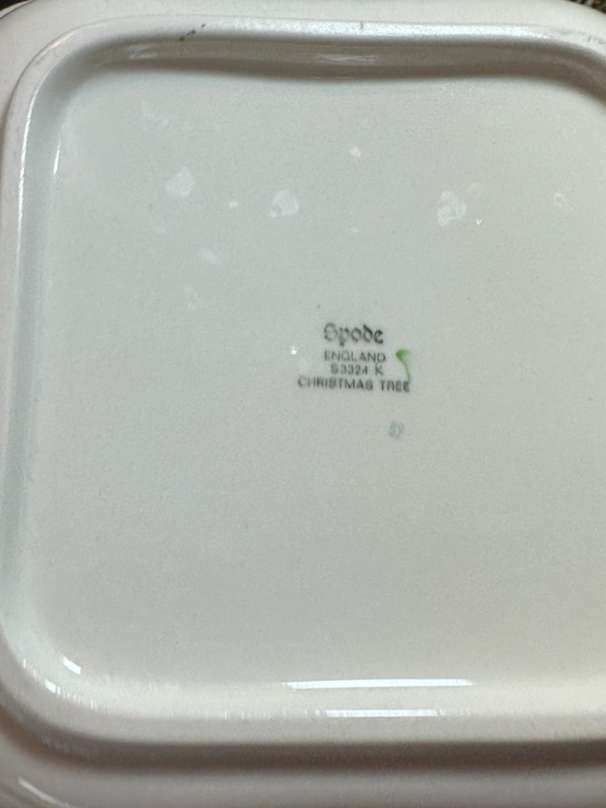 Spode
ENGLAND
S3324 K
CHRISTMAS TREE